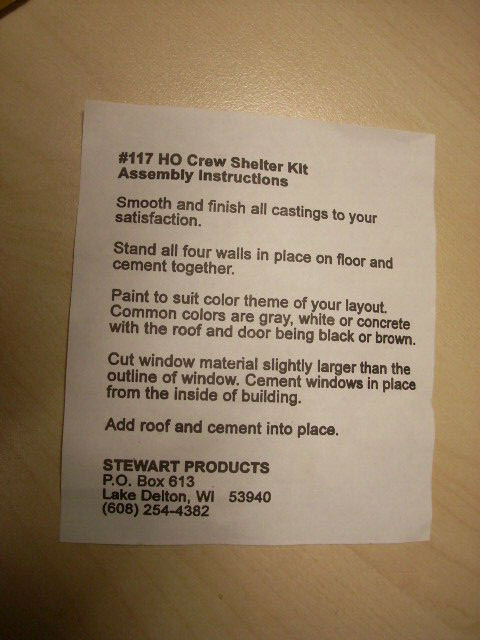 #117 HO Crew Shelter Kit
Assembly Instructions
Smooth and finish all castings to your
satisfaction.
Stand all four walls in place on floor and
cement together.
Paint to suit color theme of your layout.
Common colors are gray, white or concrete
with the roof and door being black or brown.
Cut window material slightly larger than the
outline of window. Cement windows in place
from the inside of building.
Add roof and cement into place.
STEWART PRODUCTS
P.O. Box 613
Lake Delton, WI 53940
(608) 254-4382